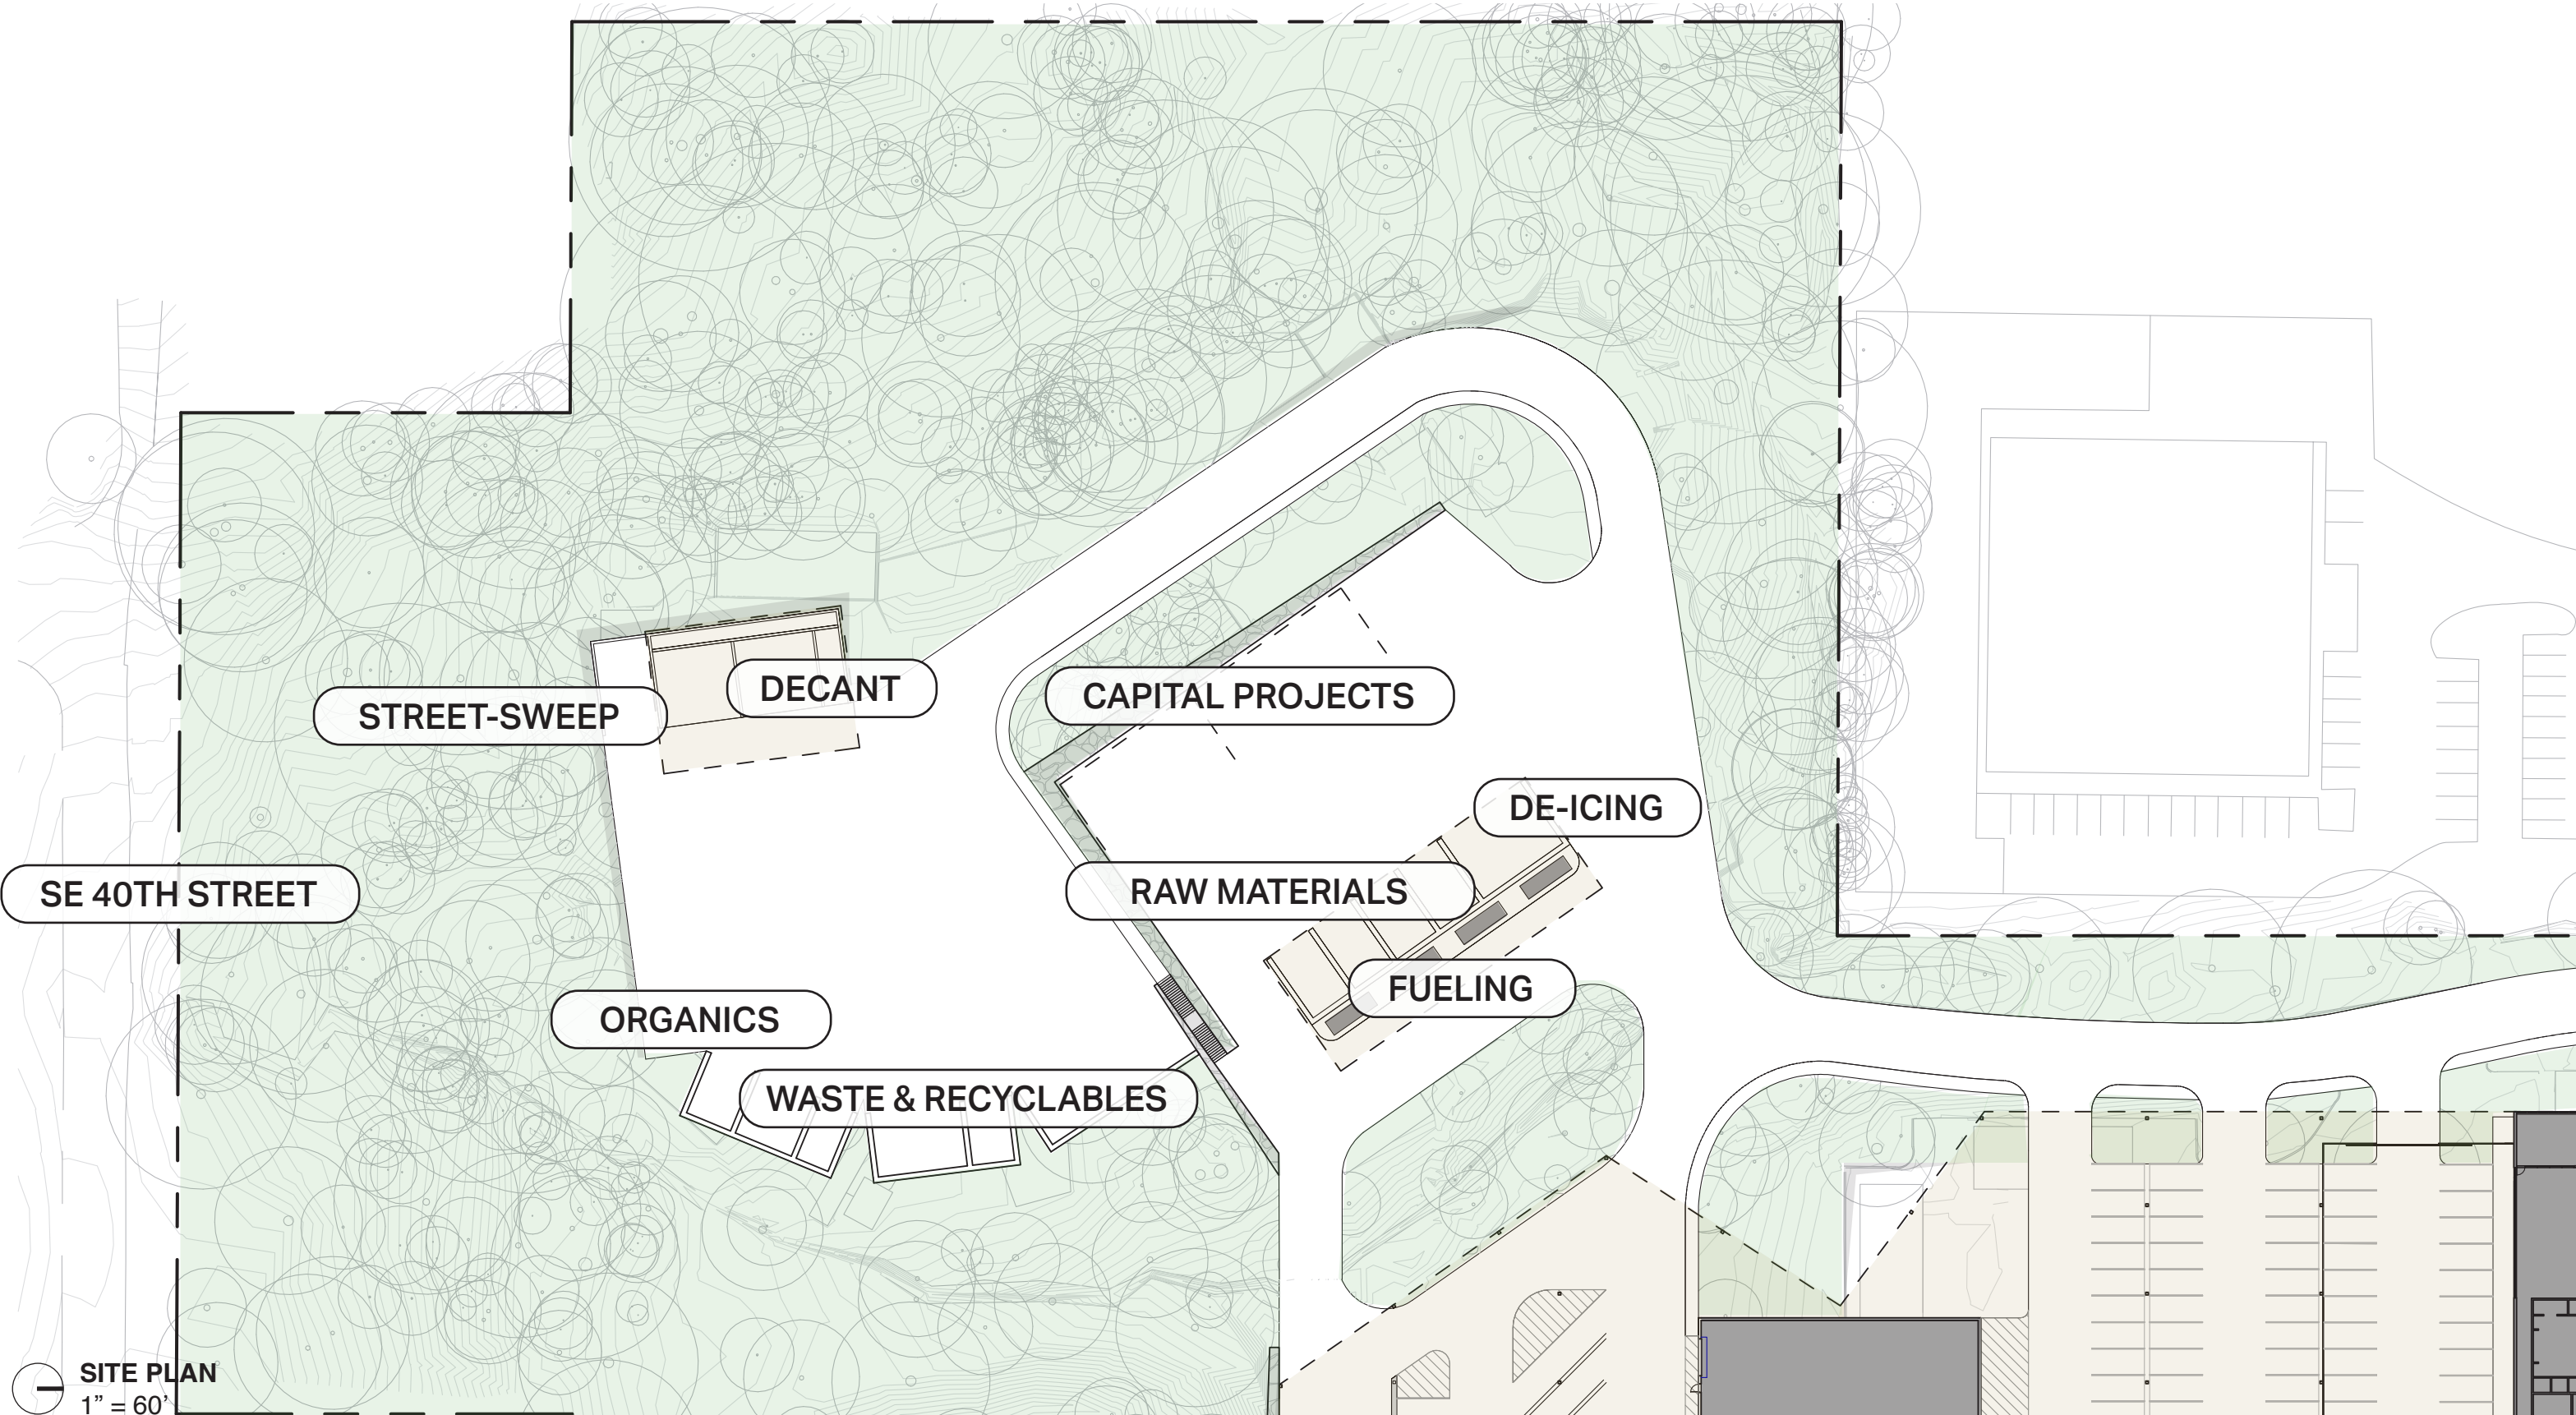 DECANT
STREET-SWEEP
CAPITAL PROJECTS
DE-ICING
RAW MATERIALS
SE 40TH STREET
FUELING
ORGANICS
WASTE & RECYCLABLES
SITE PLAN
1” = 60’